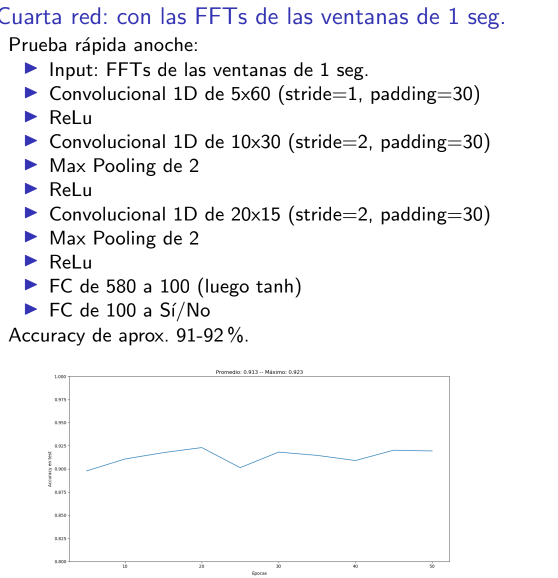 Cuarta red: con las FFTs de las ventanas de 1 seg.
Prueba rápida anoche:
Input: FFTs de las ventanas de 1 seg.
Convolucional 1D de 5x60 (stride=1, padding=30)
ReLu
Convolucional 1D de 10x30 (stride=2, padding=30)
Max Pooling de 2
ReLu
Convolucional 1D de 20x15 (stride=2, padding=30)
Max Pooling de 2
ReLu
FC de 580 a 100 (luego tanh)
FC de 100 a Sí/No
Accuracy de aprox. 91-92 %.
Promedio: 0.913 -- Máximo: 0.923
1.000
0.975
0.950
0.925
0.900
0.875
0.850
0.825
0.800
Accuracy en test
10 20 30 40 50
Epocas